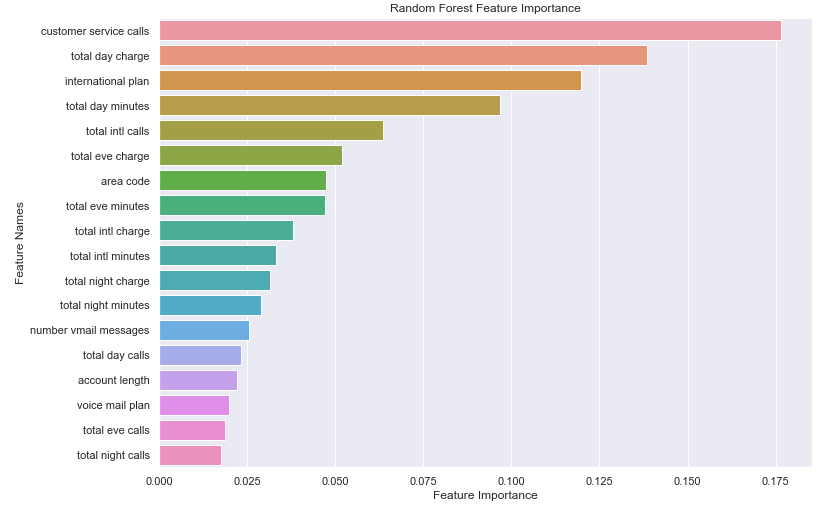 Random Forest Feature Importance
customer service calls
total day charge
international plan
total day minutes
total intl calls
total eve charge
area code
total eve minutes
total intl charge
total intl minutes
total night charge
total night minutes
number vmail messages
total day calls
account length
voice mail plan
total eve calls
total night calls
Feature Names
0.000 0.025 0.050 0.075 0.100 0.125 0.150 0.175
Feature Importance